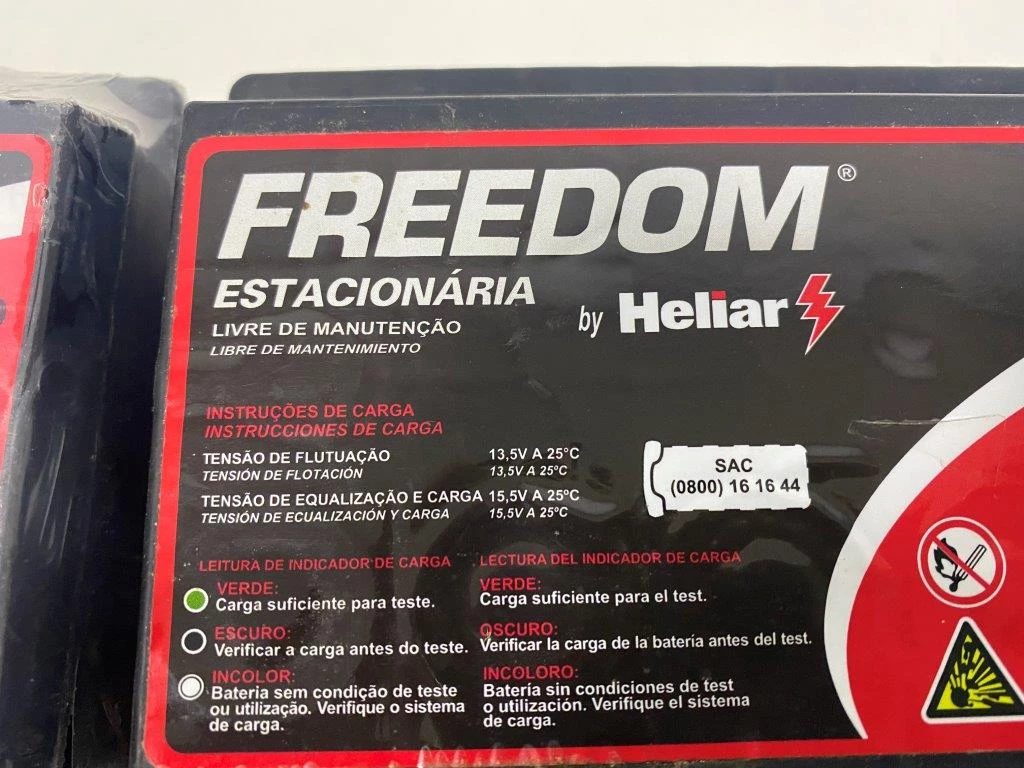 FREEDOM®
ESTACIONÁRIA
by Heliar
LIVRE DE MANUTENÇÃO
LIBRE DE MANTENIMIENTO
INSTRUÇÕES DE CARGA
INSTRUCCIONES DE CARGA
TENSÃO DE FLUTUAÇÃO 13,5V A 25°C
TENSIÓN DE FLOTACIÓN 13,5V A 25ºC
TENSÃO DE EQUALIZAÇÃO E CARGA 15,5V A 25ºC
TENSIÓN DE ECUALIZACIÓN Y CARGA 15,5V A 25ºC
SAC
(0800) 16 16 44
LEITURA DE INDICADOR DE CARGA
VERDE:
Carga suficiente para teste.
ESCURO:
Verificar a carga antes do teste.
INCOLOR:
Bateria sem condição de teste
ou utilização. Verifique o sistema
de carga.
LECTURA DEL INDICADOR DE CARGA
VERDE:
Carga suficiente para el test.
OSCURO:
Verificar la carga de la batería antes del test.
INCOLORO:
Batería sin condiciones de test
o utilización. Verifique el sistema
de carga.